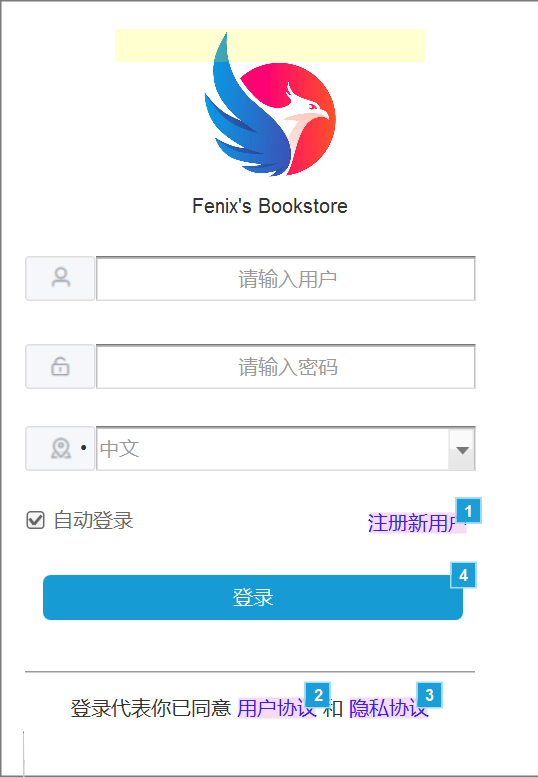 Fenix's Bookstore
请输入用户
请输入密码
中文
自动登录 注册新用户 1
登录 4
登录代表你已同意 用户协议 2 和 隐私协议 3